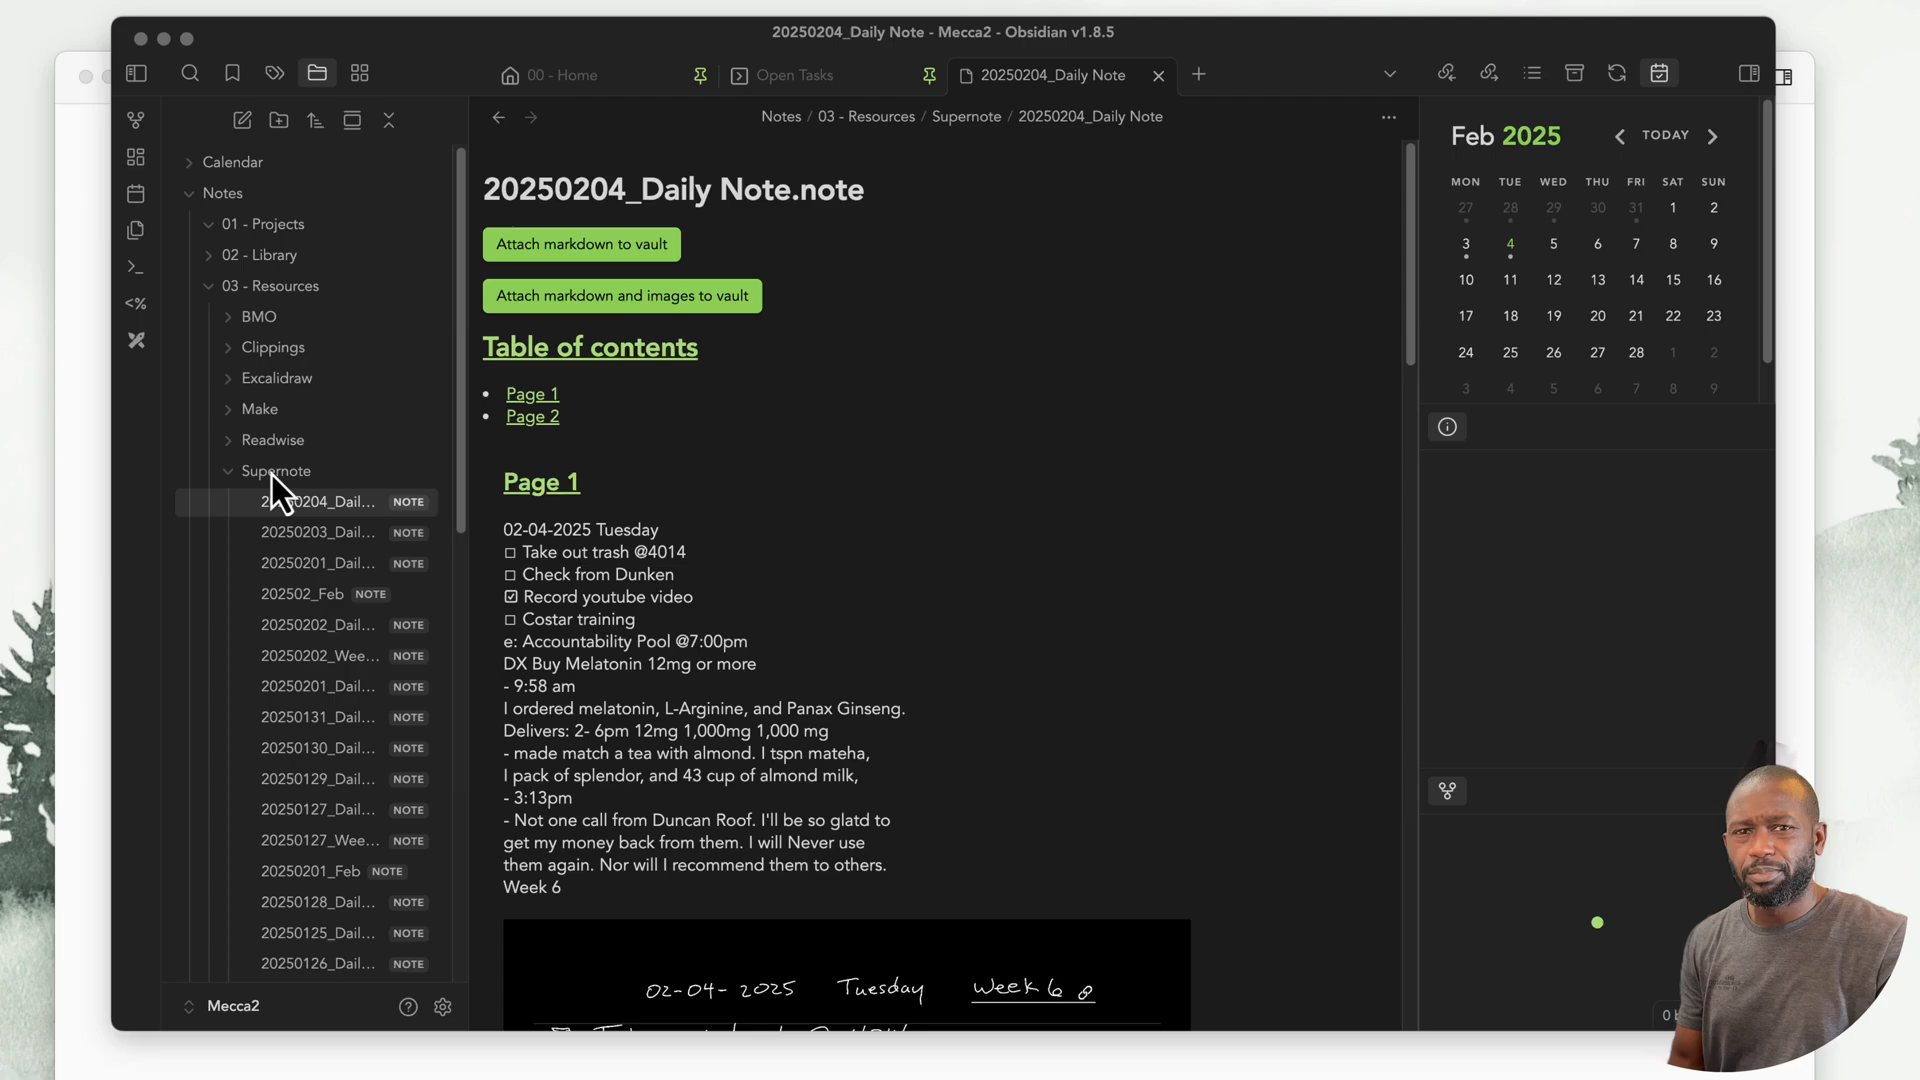 20250204_Daily Note - Mecca2 - Obsidian v1.8.5
00 - Home
Open Tasks
20250204_Daily Note
Notes / 03 - Resources / Supernote / 20250204_Daily Note
Calendar
Notes
01 - Projects
02 - Library
03 - Resources
BMO
Clippings
Excalidraw
Make
Readwise
Supernote
20250204_Dail... NOTE
20250203_Dail... NOTE
20250201_Dail... NOTE
202502_Feb NOTE
20250202_Dail... NOTE
20250202_Wee... NOTE
20250201_Dail... NOTE
20250131_Dail... NOTE
20250130_Dail... NOTE
20250129_Dail... NOTE
20250127_Dail... NOTE
20250127_Wee... NOTE
20250201_Feb NOTE
20250128_Dail... NOTE
20250125_Dail... NOTE
20250126_Dail... NOTE
Mecca2
20250204_Daily Note.note
Attach markdown to vault
Attach markdown and images to vault
Table of contents
• Page 1
• Page 2
Page 1
02-04-2025 Tuesday
☐ Take out trash @4014
☐ Check from Dunken
☑ Record youtube video
☐ Costar training
e: Accountability Pool @7:00pm
DX Buy Melatonin 12mg or more
- 9:58 am
I ordered melatonin, L-Arginine, and Panax Ginseng.
Delivers: 2- 6pm 12mg 1,000mg 1,000 mg
- made match a tea with almond. I tspn mateha,
I pack of splendor, and 43 cup of almond milk,
- 3:13pm
- Not one call from Duncan Roof. I'll be so glatd to
get my money back from them. I will Never use
them again. Nor will I recommend them to others.
Week 6
02-04-2025 Tuesday Week 6
Feb 2025
TODAY
MON TUE WED THU FRI SAT SUN
27 28 29 30 31 1 2
3 4 5 6 7 8 9
10 11 12 13 14 15 16
17 18 19 20 21 22 23
24 25 26 27 28 1 2
3 4 5 6 7 8 9